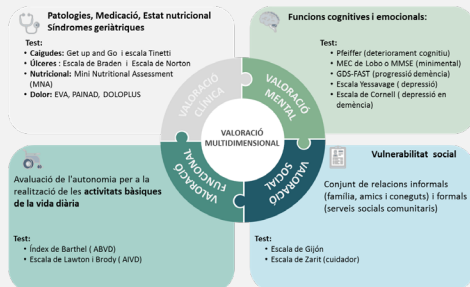 Patologies, Medicació, Estat nutricional
Síndromes geriàtriques
Test:
• Caigudes: Get up and Go i escala Tinetti
• Úlceres : Escala de Braden i Escala de Norton
• Nutricional: Mini Nutritional Assessment
(MNA)
• Dolor: EVA, PAINAD, DOLOPLUS
Funcions cognitives i emocionals:
Test:
• Pfeiffer (deteriorament cognitiu)
• MEC de Lobo o MMSE (minimental)
• GDS-FAST (progressió demència)
• Escala Yessavage ( depressió)
• Escala de Cornell ( depressió en
demència)
VALORACIÓ
CLÍNICA
VALORACIÓ
MENTAL
VALORACIÓ
MULTIDIMENSIONAL
VALORACIÓ
FUNCIONAL
VALORACIÓ
SOCIAL
Avaluació de l'autonomia per a la
realització de les activitats bàsiques
de la vida diària
Test:
• Índex de Barthel ( ABVD)
• Escala de Lawton i Brody ( AIVD)
Vulnerabilitat social
Conjunt de relacions informals
(família, amics i coneguts) i formals
(serveis socials comunitaris)
Test:
• Escala de Gijón
• Escala de Zarit (cuidador)